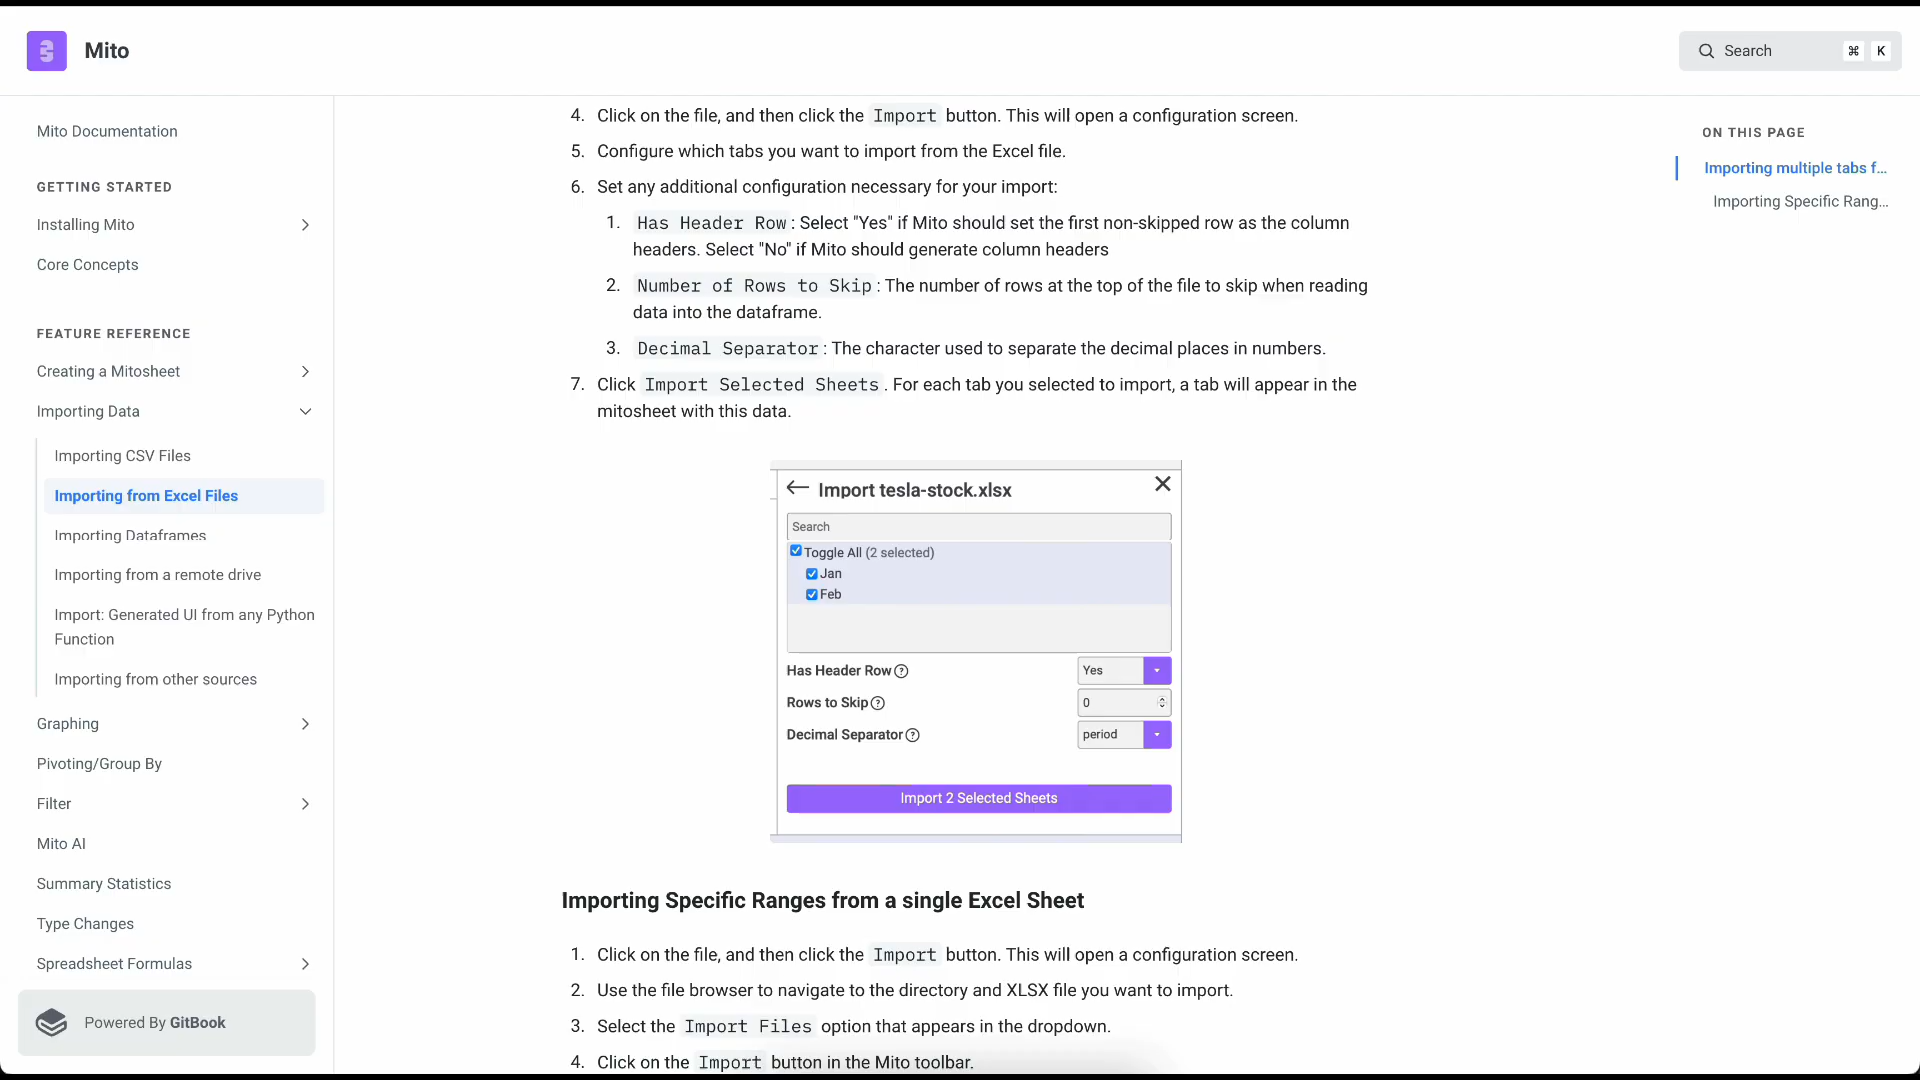 Mito
Search
⌘ K
Mito Documentation
GETTING STARTED
Installing Mito
Core Concepts
FEATURE REFERENCE
Creating a Mitosheet
Importing Data
Importing CSV Files
Importing from Excel Files
Importing Dataframes
Importing from a remote drive
Import: Generated UI from any Python
Function
Importing from other sources
Graphing
Pivoting/Group By
Filter
Mito AI
Summary Statistics
Type Changes
Spreadsheet Formulas
Powered By GitBook
4. Click on the file, and then click the Import button. This will open a configuration screen.
5. Configure which tabs you want to import from the Excel file.
6. Set any additional configuration necessary for your import:
1. Has Header Row: Select "Yes" if Mito should set the first non-skipped row as the column
headers. Select "No" if Mito should generate column headers
2. Number of Rows to Skip: The number of rows at the top of the file to skip when reading
data into the dataframe.
3. Decimal Separator: The character used to separate the decimal places in numbers.
7. Click Import Selected Sheets. For each tab you selected to import, a tab will appear in the
mitosheet with this data.
Import tesla-stock.xlsx
Search
Toggle All (2 selected)
Jan
Feb
Has Header Row ? Yes
Rows to Skip ? 0
Decimal Separator ? period
Import 2 Selected Sheets
Importing Specific Ranges from a single Excel Sheet
1. Click on the file, and then click the Import button. This will open a configuration screen.
2. Use the file browser to navigate to the directory and XLSX file you want to import.
3. Select the Import Files option that appears in the dropdown.
4. Click on the Import button in the Mito toolbar.
ON THIS PAGE
Importing multiple tabs f...
Importing Specific Rang...